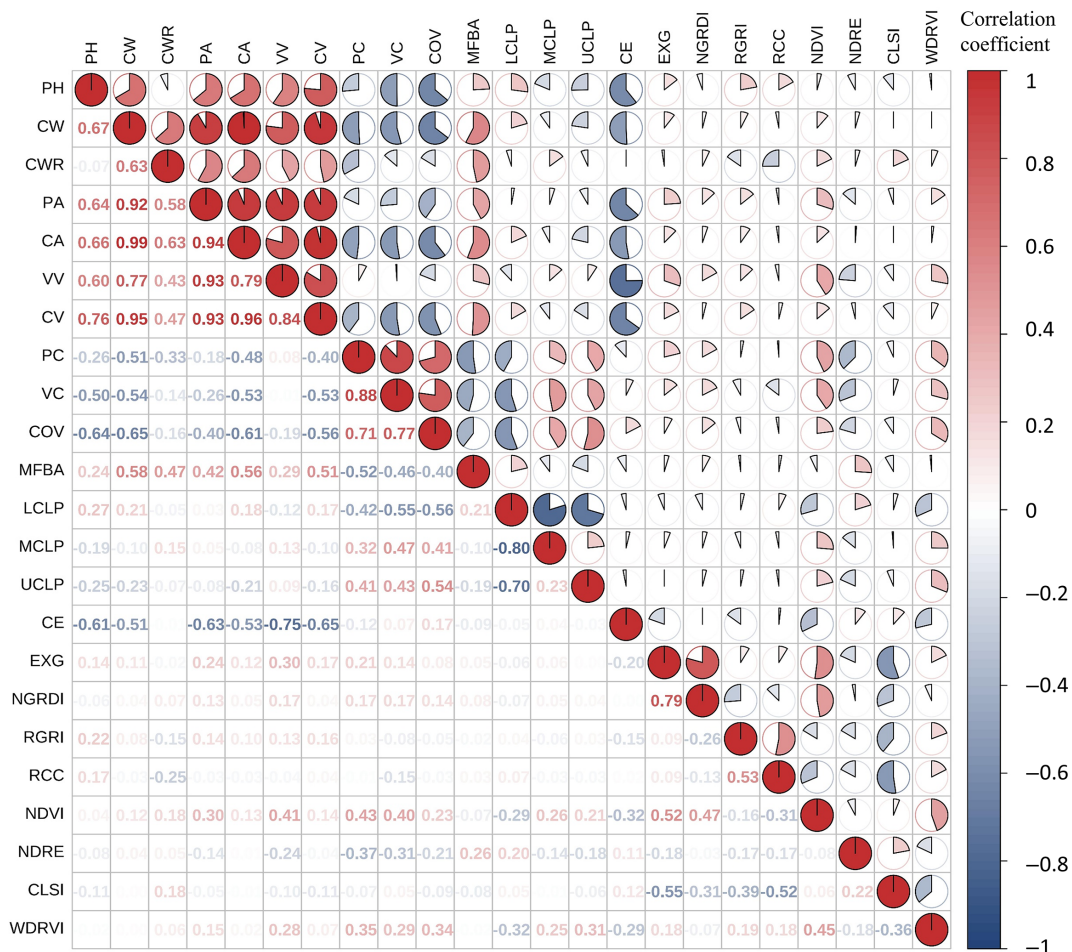 Correlation
coefficient
PH CW CWR PA CA VV CV PC VC COV MFBA LCLP MCLP UCLP CE EXG NGRDI RGRI RCC NDVI NDRE CLSI WDRVI
1
PH
CW 0.67
0.8
CWR -0.07 0.63
PA 0.64 0.92 0.58
0.6
CA 0.66 0.99 0.63 0.94
VV 0.60 0.77 0.43 0.93 0.79
CV 0.76 0.95 0.47 0.93 0.96 0.84
0.4
PC -0.26 -0.51 -0.33 -0.18 -0.48 0.08 -0.40
VC -0.50 -0.54 -0.14 -0.26 -0.53 -0.53 0.88
0.2
COV -0.64 -0.65 -0.16 -0.40 -0.61 -0.19 -0.56 0.71 0.77
MFBA 0.24 0.58 0.47 0.42 0.56 0.29 0.51 -0.52 -0.46 -0.40
LCLP 0.27 0.21 0.05 0.03 0.18 -0.12 0.17 -0.42 -0.55 -0.56 0.21
0
MCLP -0.19 -0.10 0.15 0.05 -0.08 0.13 -0.10 0.32 0.47 0.41 -0.10 -0.80
UCLP -0.25 -0.23 -0.07 -0.08 -0.21 0.09 -0.16 0.41 0.43 0.54 -0.19 -0.70 0.23
−0.2
CE -0.61 -0.51 -0.63 -0.53 -0.75 -0.65 -0.12 0.07 0.17 -0.09 -0.05 0.04
EXG 0.14 0.11 0.24 0.12 0.30 0.17 0.21 0.14 0.08 -0.06 -0.20
−0.4
NGRDI 0.07 0.13 0.17 0.17 0.17 0.14 0.79
RGRI 0.22 0.08 -0.15 0.14 0.10 0.13 0.16 -0.08 -0.15 0.09 -0.26
RCC 0.17 -0.25 -0.15 0.07 0.09 -0.13 0.53
−0.6
NDVI 0.04 0.12 0.18 0.30 0.13 0.41 0.14 0.43 0.40 0.23 -0.07 -0.29 0.26 0.21 -0.32 0.52 0.47 -0.16 -0.31
NDRE -0.08 -0.14 -0.24 -0.37 -0.31 -0.21 0.26 0.20 -0.14 -0.18 0.11 -0.18 -0.17 -0.17 -0.08
−0.8
CLSI -0.11 0.18 -0.10 -0.11 -0.08 0.12 -0.55 -0.31 -0.39 -0.52 0.06 0.22
WDRVI 0.15 0.28 0.07 0.35 0.29 0.34 -0.32 0.25 0.31 -0.29 0.18 -0.07 0.19 0.18 0.45 -0.18 -0.36
−1